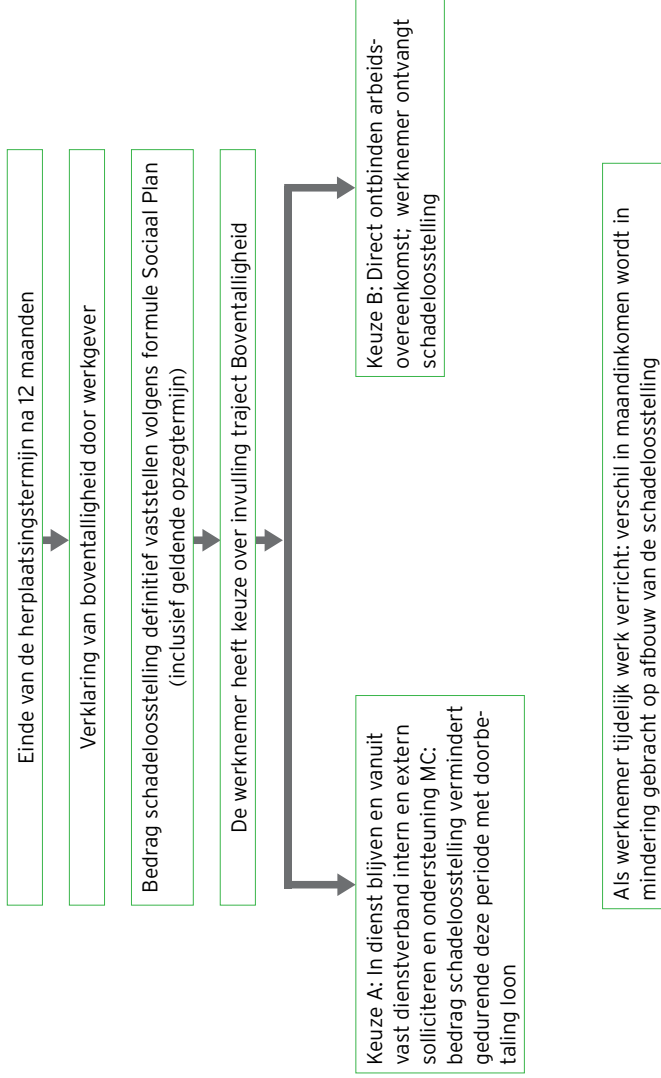 Einde van de herplaatsingstermijn na 12 maanden
Verklaring van boventalligheid door werkgever
Bedrag schadeloosstelling definitief vaststellen volgens formule Sociaal Plan
(inclusief geldende opzegtermijn)
De werknemer heeft keuze over invulling traject Boventalligheid
Keuze A: In dienst blijven en vanuit
vast dienstverband intern en extern
solliciteren en ondersteuning MC:
bedrag schadeloosstelling vermindert
gedurende deze periode met doorbe-
taling loon
Keuze B: Direct ontbinden arbeids-
overeenkomst; werknemer ontvangt
schadeloosstelling
Als werknemer tijdelijk werk verricht: verschil in maandinkomen wordt in
mindering gebracht op afbouw van de schadeloosstelling